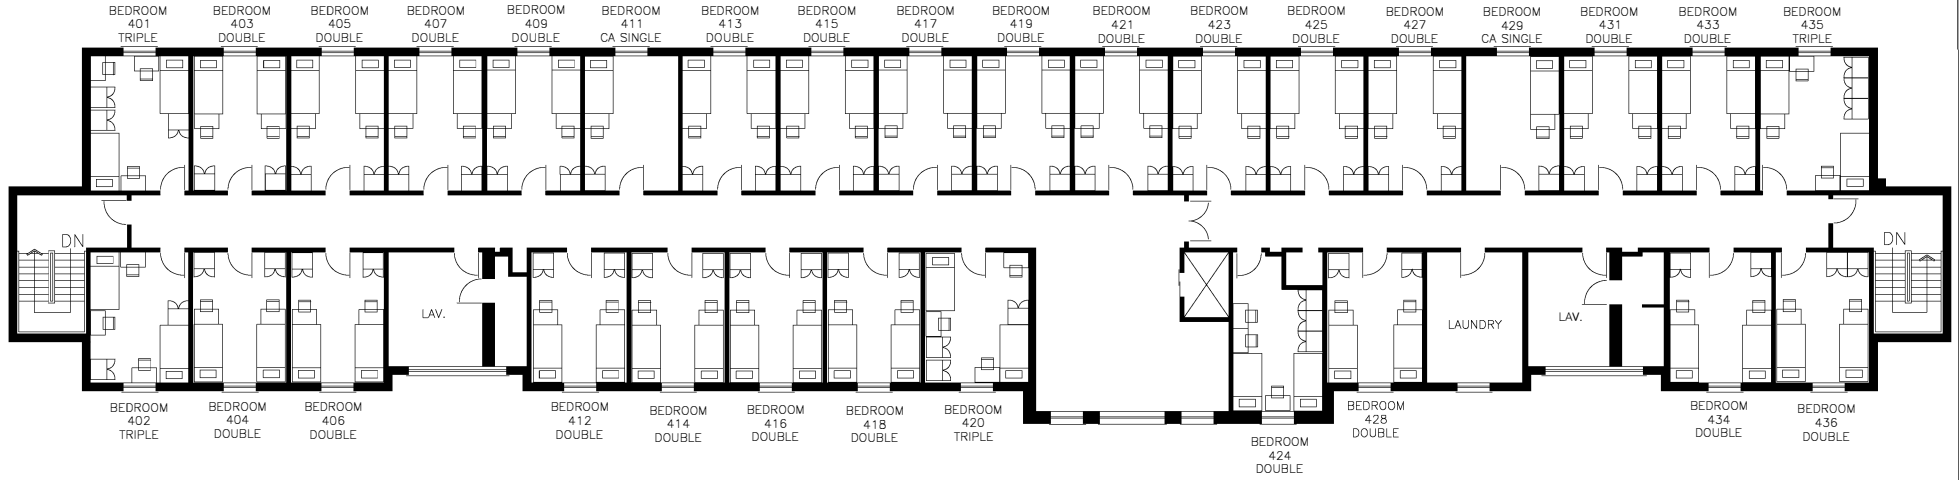 BEDROOM
401
TRIPLE
BEDROOM
403
DOUBLE
BEDROOM
405
DOUBLE
BEDROOM
407
DOUBLE
BEDROOM
409
DOUBLE
BEDROOM
411
CA SINGLE
BEDROOM
413
DOUBLE
BEDROOM
415
DOUBLE
BEDROOM
417
DOUBLE
BEDROOM
419
DOUBLE
BEDROOM
421
DOUBLE
BEDROOM
423
DOUBLE
BEDROOM
425
DOUBLE
BEDROOM
427
DOUBLE
BEDROOM
429
CA SINGLE
BEDROOM
431
DOUBLE
BEDROOM
433
DOUBLE
BEDROOM
435
TRIPLE
DN
DN
LAV.
LAUNDRY
LAV.
BEDROOM
402
TRIPLE
BEDROOM
404
DOUBLE
BEDROOM
406
DOUBLE
BEDROOM
412
DOUBLE
BEDROOM
414
DOUBLE
BEDROOM
416
DOUBLE
BEDROOM
418
DOUBLE
BEDROOM
420
TRIPLE
BEDROOM
424
DOUBLE
BEDROOM
428
DOUBLE
BEDROOM
434
DOUBLE
BEDROOM
436
DOUBLE